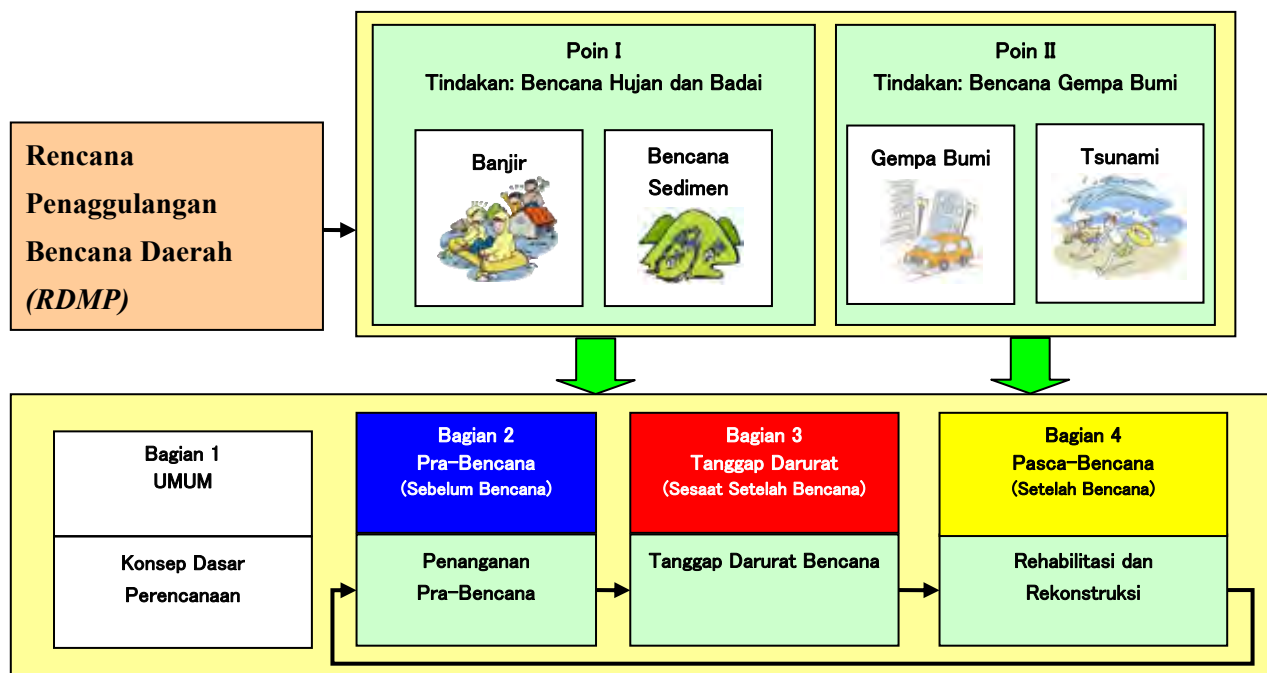 Rencana
Penaggulangan
Bencana Daerah
(RDMP)
Poin I
Tindakan: Bencana Hujan dan Badai
Banjir
Bencana
Sedimen
Poin II
Tindakan: Bencana Gempa Bumi
Gempa Bumi
Tsunami
Bagian 1
UMUM
Konsep Dasar
Perencanaan
Bagian 2
Pra-Bencana
(Sebelum Bencana)
Penanganan
Pra-Bencana
Bagian 3
Tanggap Darurat
(Sesaat Setelah Bencana)
Tanggap Darurat Bencana
Bagian 4
Pasca-Bencana
(Setelah Bencana)
Rehabilitasi dan
Rekonstruksi